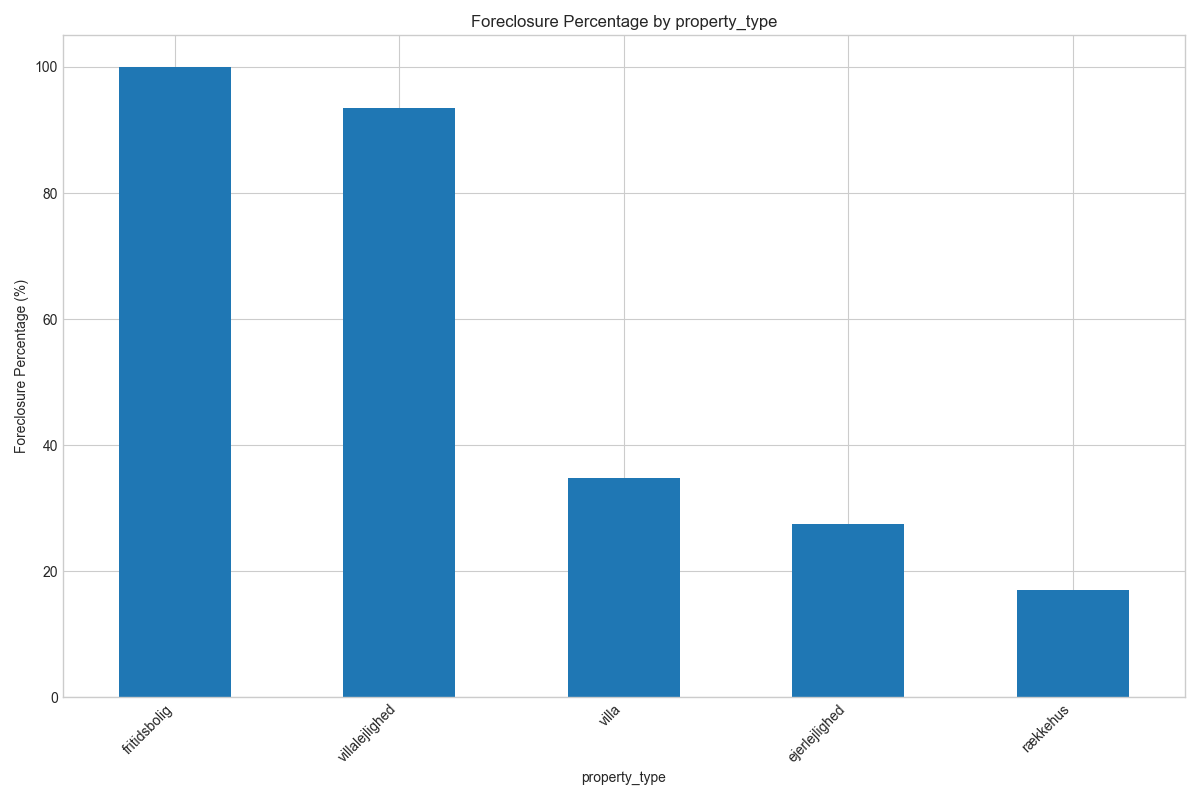 Foreclosure Percentage by property_type
Foreclosure Percentage (%)
100
80
60
40
20
0
fritidsbolig
villalejlighed
villa
ejerlejlighed
rækkehus
property_type